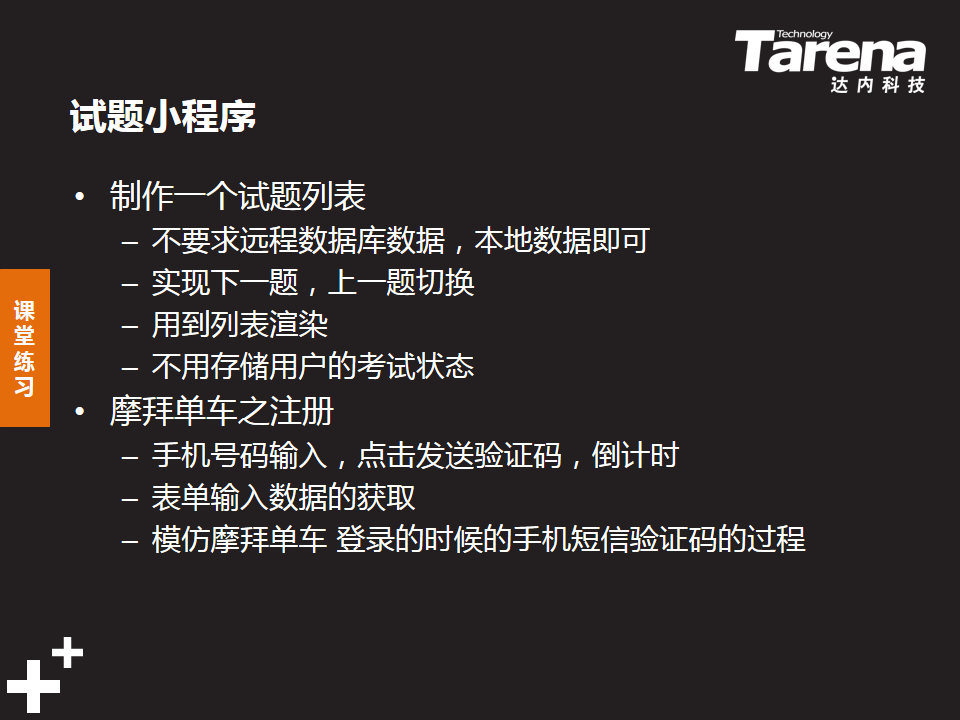 Technology
Tarena
达内科技
试题小程序
• 制作一个试题列表
– 不要求远程数据库数据，本地数据即可
– 实现下一题，上一题切换
– 用到列表渲染
– 不用存储用户的考试状态
• 摩拜单车之注册
– 手机号码输入，点击发送验证码，倒计时
– 表单输入数据的获取
– 模仿摩拜单车 登录的时候的手机短信验证码的过程
课
堂
练
习